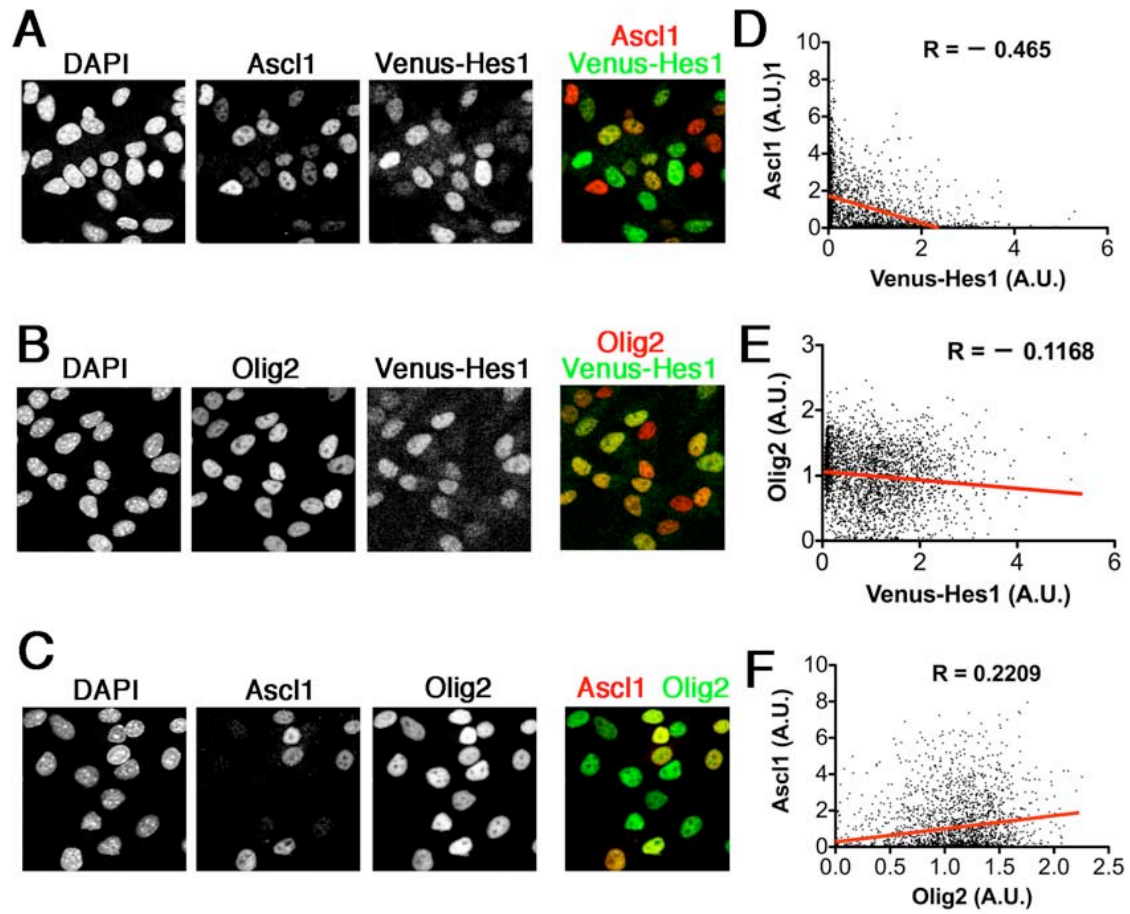 A
DAPI
Ascl1
Venus-Hes1
Ascl1
Venus-Hes1
D
R = − 0.465
Ascl1 (A.U.)1
10
8
6
4
2
0
0 2 4 6
Venus-Hes1 (A.U.)
B
DAPI
Olig2
Venus-Hes1
Olig2
Venus-Hes1
E
R = − 0.1168
Olig2 (A.U.)
3
2
1
0
0 2 4 6
Venus-Hes1 (A.U.)
C
DAPI
Ascl1
Olig2
Ascl1 Olig2
F
R = 0.2209
Ascl1 (A.U.)
10
8
6
4
2
0
0.0 0.5 1.0 1.5 2.0 2.5
Olig2 (A.U.)